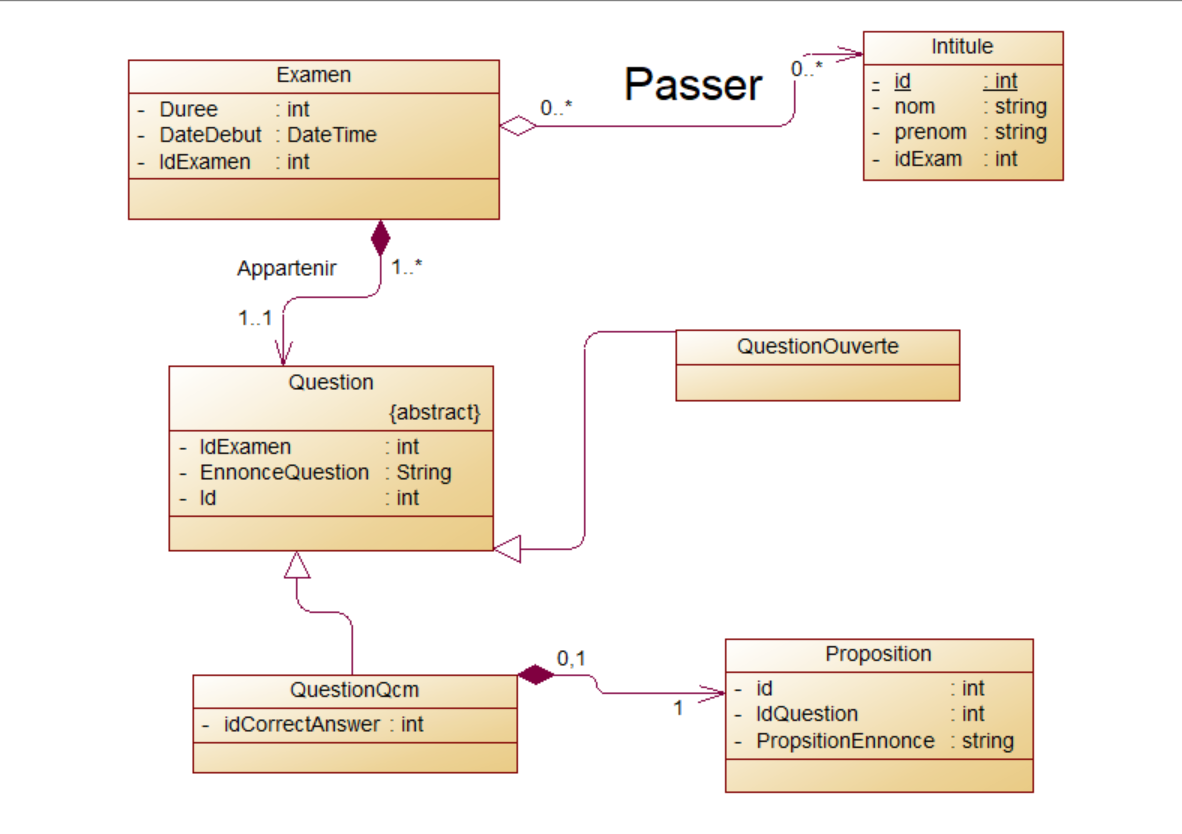 Examen
- Duree : int
- DateDebut : DateTime
- IdExamen : int
0..*
Passer
0..*
Intitule
- id : int
- nom : string
- prenom : string
- idExam : int
Appartenir
1..*
1..1
Question
{abstract}
- IdExamen : int
- EnnonceQuestion : String
- Id : int
QuestionOuverte
QuestionQcm
- idCorrectAnswer : int
0,1
1
Proposition
- id : int
- IdQuestion : int
- PropsitionEnnonce : string